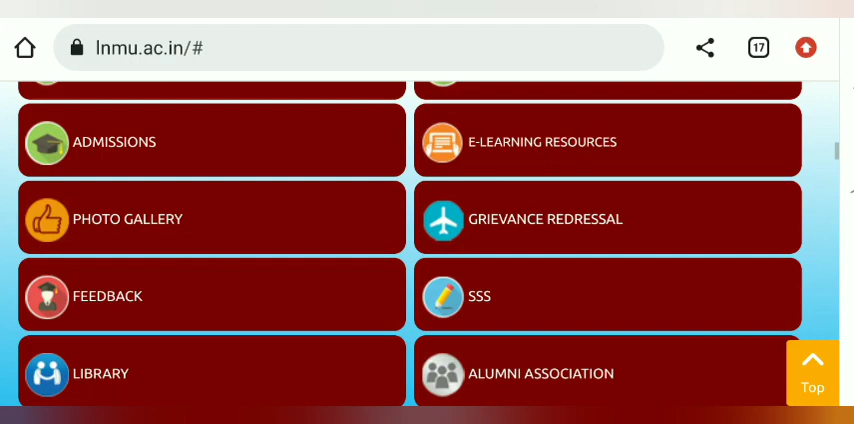 lnmu.ac.in/#
17
ADMISSIONS
E-LEARNING RESOURCES
PHOTO GALLERY
GRIEVANCE REDRESSAL
FEEDBACK
SSS
LIBRARY
ALUMNI ASSOCIATION
Top